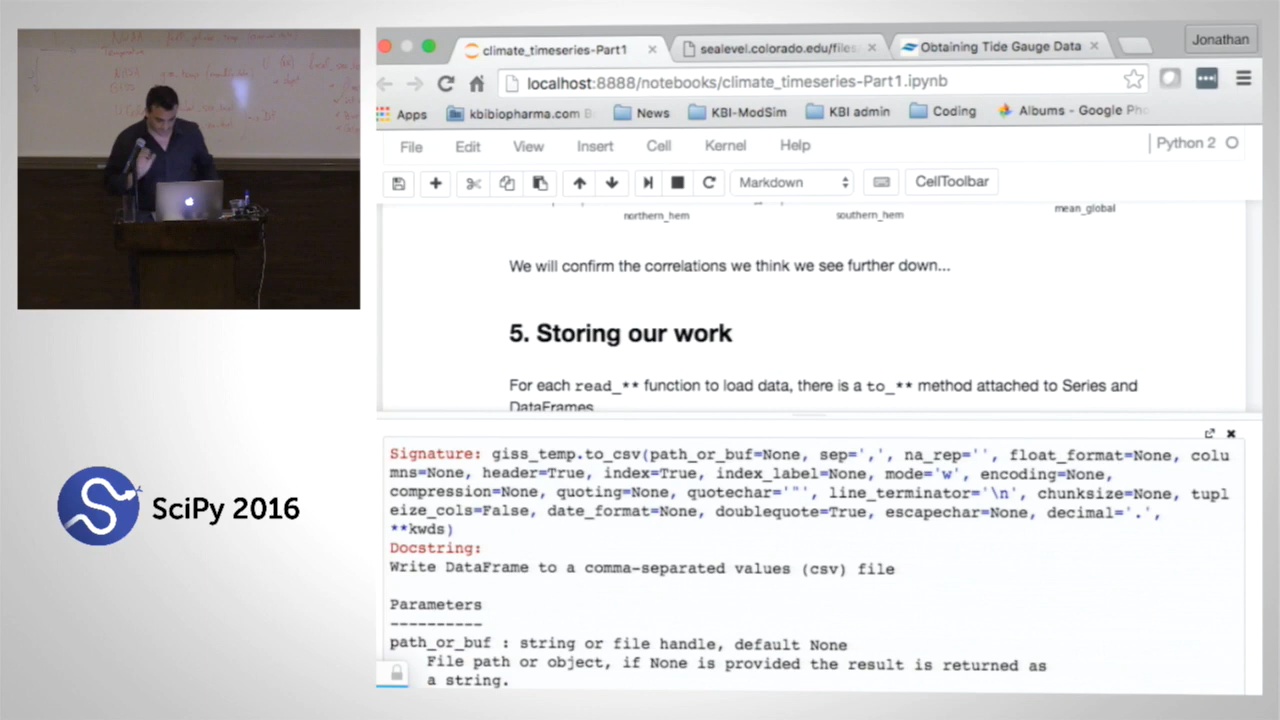 Jonathan
climate_timeseries-Part1
sealevel.colorado.edu/files
Obtaining Tide Gauge Data
localhost:8888/notebooks/climate_timeseries-Part1.ipynb
Apps
kbibiopharma.com B
News
KBI-ModSim
KBI admin
Coding
Albums - Google Pho
File Edit View Insert Cell Kernel Help
Python 2
Markdown
CellToolbar
northern_hem southern_hem mean_global
We will confirm the correlations we think we see further down...
5. Storing our work
For each read_** function to load data, there is a to_** method attached to Series and
DataFrames
Signature: giss_temp.to_csv(path_or_buf=None, sep=',', na_rep='', float_format=None, colu
mns=None, header=True, index=True, index_label=None, mode='w', encoding=None,
compression=None, quoting=None, quotechar='"', line_terminator='\n', chunksize=None, tupl
eize_cols=False, date_format=None, doublequote=True, escapechar=None, decimal='.',
**kwds)
Docstring:
Write DataFrame to a comma-separated values (csv) file
Parameters
----------
path_or_buf : string or file handle, default None
File path or object, if None is provided the result is returned as
a string.
SciPy 2016